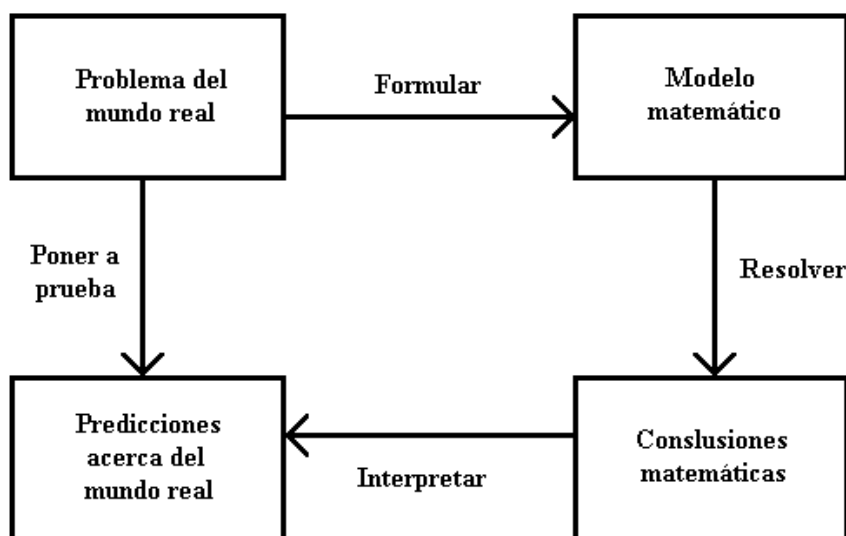 Problema del
mundo real
Formular
Modelo
matemático
Poner a
prueba
Resolver
Predicciones
acerca del
mundo real
Interpretar
Conslusiones
matemáticas